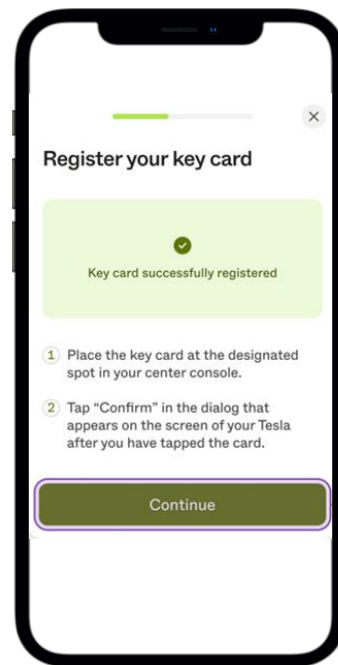 Register your key card
Key card successfully registered
1 Place the key card at the designated
spot in your center console.
2 Tap “Confirm” in the dialog that
appears on the screen of your Tesla
after you have tapped the card.
Continue